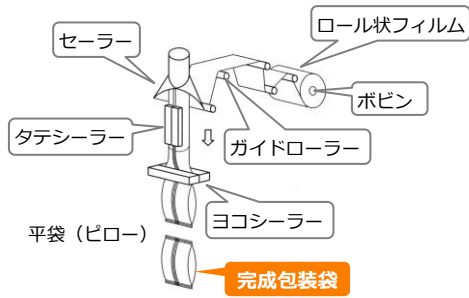 セーラー
ロール状フィルム
ボビン
タテシーラー
ガイドローラー
ヨコシーラー
平袋（ピロー）
完成包装袋